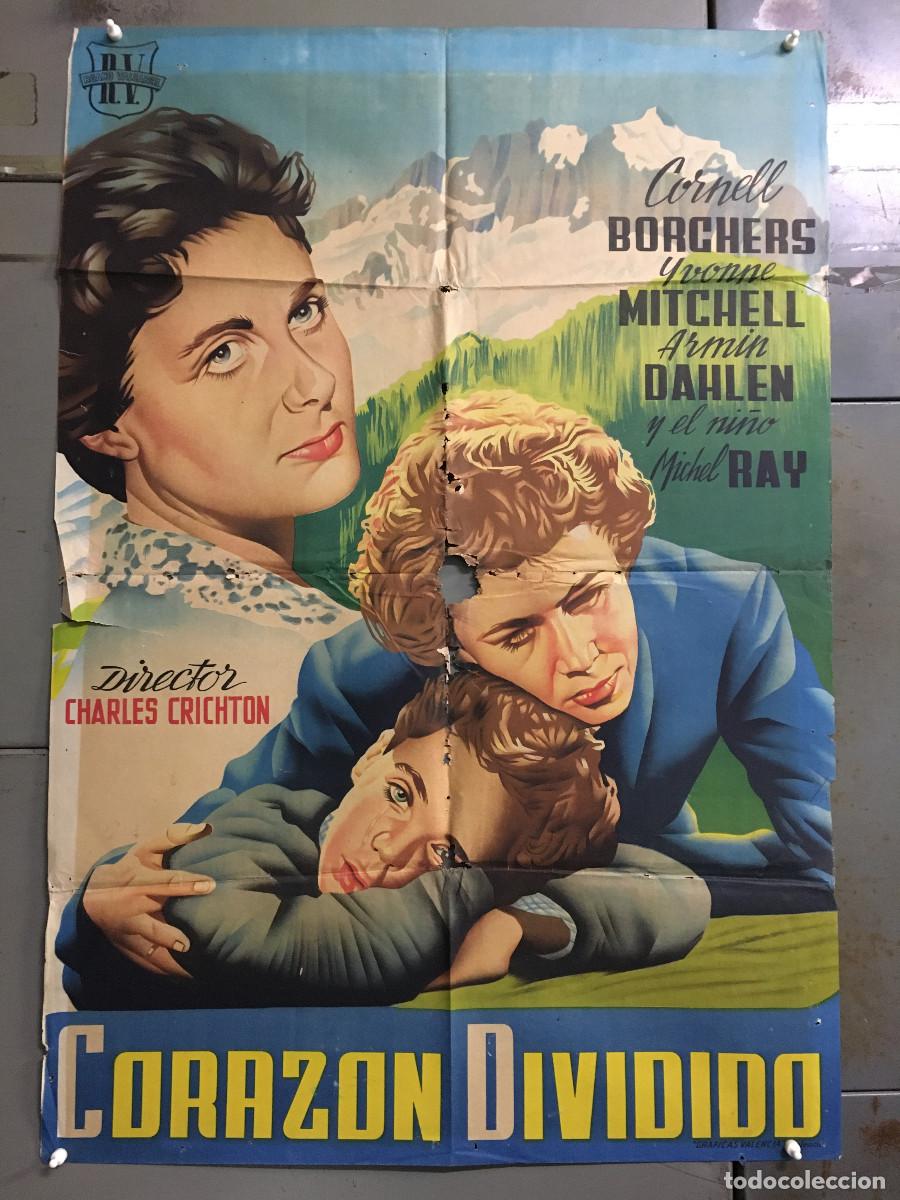 R.V.
Cornell
BORCHERS
Yvonne
MITCHELL
Armin
DAHLEN
y el niño
Michel RAY
Director
CHARLES CRICHTON
CORAZON DIVIDIDO
"GRAFICAS VALENCIA"
todocoleccion